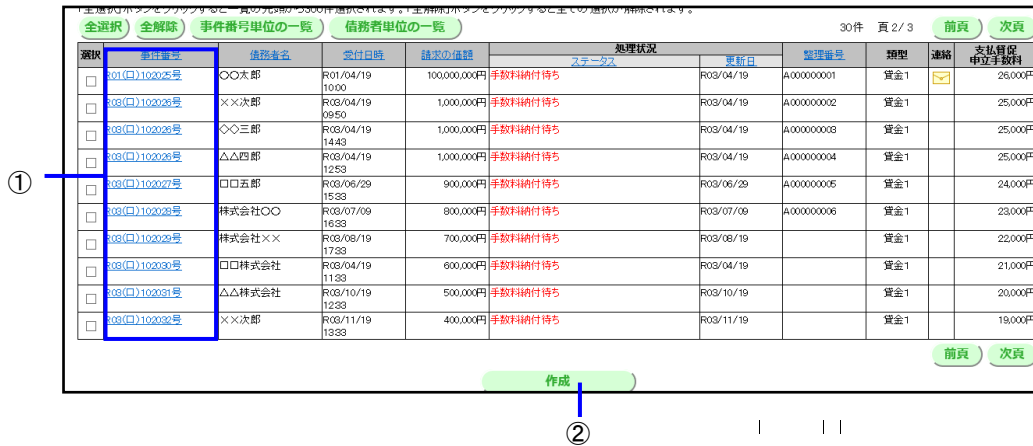 「全選択」ボタンをクリックすると一覧の先頭から300件選択されます。「全解除」ボタンをクリックすると全ての選択が解除されます。
全選択 全解除 事件番号単位の一覧 債務者単位の一覧 30件 頁2/3 前頁 次頁
選択 事件番号 債務者名 受付日時 請求の価額 処理状況 整理番号 類型 連絡 支払督促申立手数料
ステータス 更新日
R01(ロ)102025号 〇〇太郎 R01/04/19 10:00 100,000,000円 手数料納付待ち R03/04/19 A00000001 貸金1 26,000円
R03(ロ)102026号 ××次郎 R03/04/19 09:50 1,000,000円 手数料納付待ち R03/04/19 A00000002 貸金1 25,000円
R03(ロ)102026号 ◇◇三郎 R03/04/19 14:43 1,000,000円 手数料納付待ち R03/04/19 A00000003 貸金1 25,000円
R03(ロ)102026号 △△四郎 R03/04/19 12:53 1,000,000円 手数料納付待ち R03/04/19 A00000004 貸金1 25,000円
R03(ロ)102027号 □□五郎 R03/06/29 15:33 900,000円 手数料納付待ち R03/06/29 A00000005 貸金1 24,000円
R03(ロ)102028号 株式会社〇〇 R03/07/09 16:33 800,000円 手数料納付待ち R03/07/09 A00000006 貸金1 23,000円
R03(ロ)102029号 株式会社×× R03/08/19 17:33 700,000円 手数料納付待ち R03/08/19 貸金1 22,000円
R03(ロ)102030号 □□株式会社 R03/04/19 11:33 600,000円 手数料納付待ち R03/04/19 貸金1 21,000円
R03(ロ)102031号 △△株式会社 R03/10/19 12:33 500,000円 手数料納付待ち R03/10/19 貸金1 20,000円
R03(ロ)102032号 ××次郎 R03/11/19 13:33 400,000円 手数料納付待ち R03/11/19 貸金1 19,000円
①
前頁 次頁
作成
②